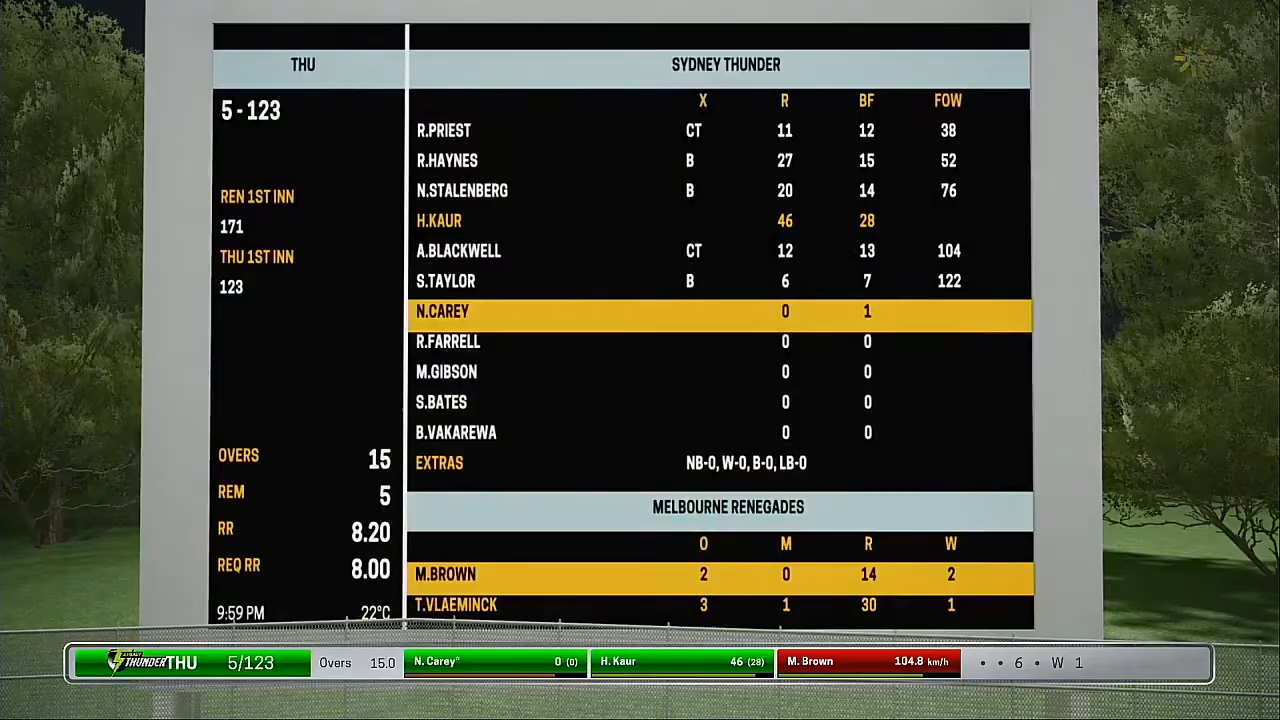 THU
5 - 123
REN 1ST INN
171
THU 1ST INN
123
OVERS 15
REM 5
RR 8.20
REQ RR 8.00
9:59 PM 22°C
SYDNEY THUNDER
X R BF FOW
R.PRIEST CT 11 12 38
R.HAYNES B 27 15 52
N.STALENBERG B 20 14 76
H.KAUR 46 28
A.BLACKWELL CT 12 13 104
S.TAYLOR B 6 7 122
N.CAREY 0 1
R.FARRELL 0 0
M.GIBSON 0 0
S.BATES 0 0
B.VAKAREWA 0 0
EXTRAS NB-0, W-0, B-0, LB-0
MELBOURNE RENEGADES
O M R W
M.BROWN 2 0 14 2
T.VLAEMINCK 3 1 30 1
THUNDER THU 5/123 Overs 15.0 N. Carey* 0 (0) H. Kaur 46 (28) M. Brown 104.8 km/h • • 6 • W 1